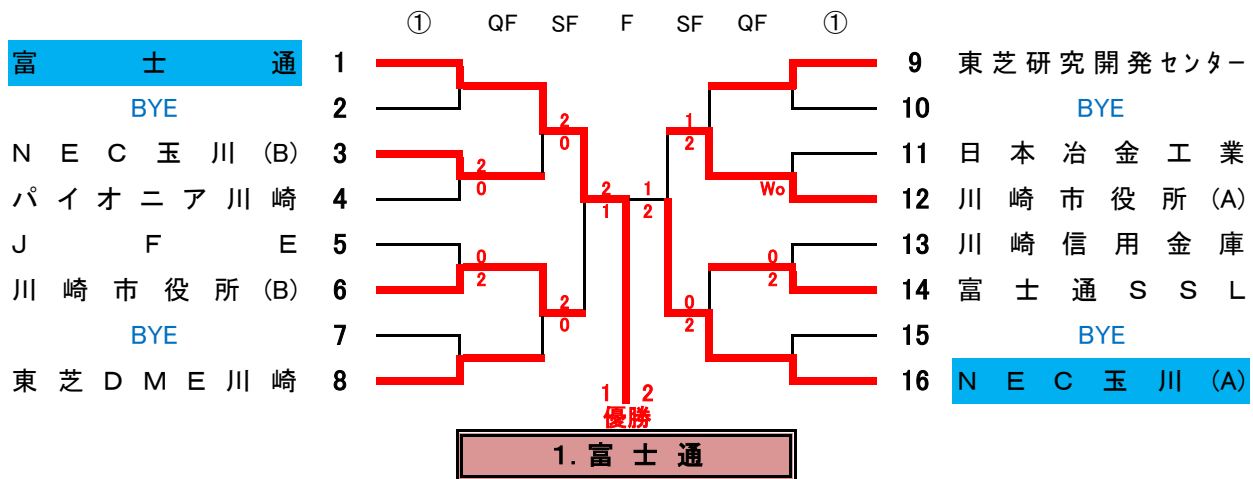 ① QF SF F SF QF ①
富士通 1 9 東芝研究開発センター
BYE 2 10 BYE
2 1
0 2
NEC玉川(B) 3 11 日本冶金工業
2
0 Wo
パイオニア川崎 4 2 1 12 川崎市役所(A)
1 2
JFE 5 13 川崎信用金庫
0 0
2 2
川崎市役所(B) 6 14 富士通SSL
2 0
0 2
BYE 7 15 BYE
東芝DME川崎 8 16 NEC玉川(A)
1 2
優勝
1.富士通